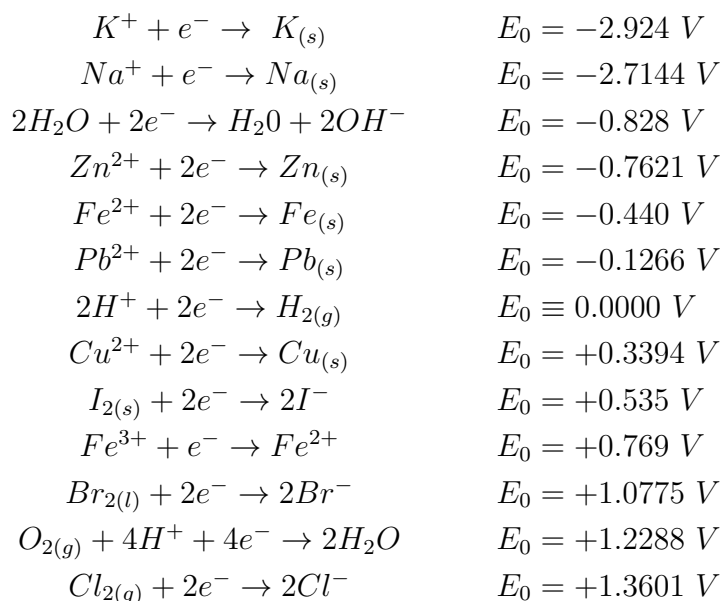 K⁺ + e⁻ → K₍ₛ₎ E₀ = −2.924 V
Na⁺ + e⁻ → Na₍ₛ₎ E₀ = −2.7144 V
2H₂O + 2e⁻ → H₂0 + 2OH⁻ E₀ = −0.828 V
Zn²⁺ + 2e⁻ → Zn₍ₛ₎ E₀ = −0.7621 V
Fe²⁺ + 2e⁻ → Fe₍ₛ₎ E₀ = −0.440 V
Pb²⁺ + 2e⁻ → Pb₍ₛ₎ E₀ = −0.1266 V
2H⁺ + 2e⁻ → H₂₍g₎ E₀ ≡ 0.0000 V
Cu²⁺ + 2e⁻ → Cu₍ₛ₎ E₀ = +0.3394 V
I₂₍ₛ₎ + 2e⁻ → 2I⁻ E₀ = +0.535 V
Fe³⁺ + e⁻ → Fe²⁺ E₀ = +0.769 V
Br₂₍ₗ₎ + 2e⁻ → 2Br⁻ E₀ = +1.0775 V
O₂₍g₎ + 4H⁺ + 4e⁻ → 2H₂O E₀ = +1.2288 V
Cl₂₍g₎ + 2e⁻ → 2Cl⁻ E₀ = +1.3601 V